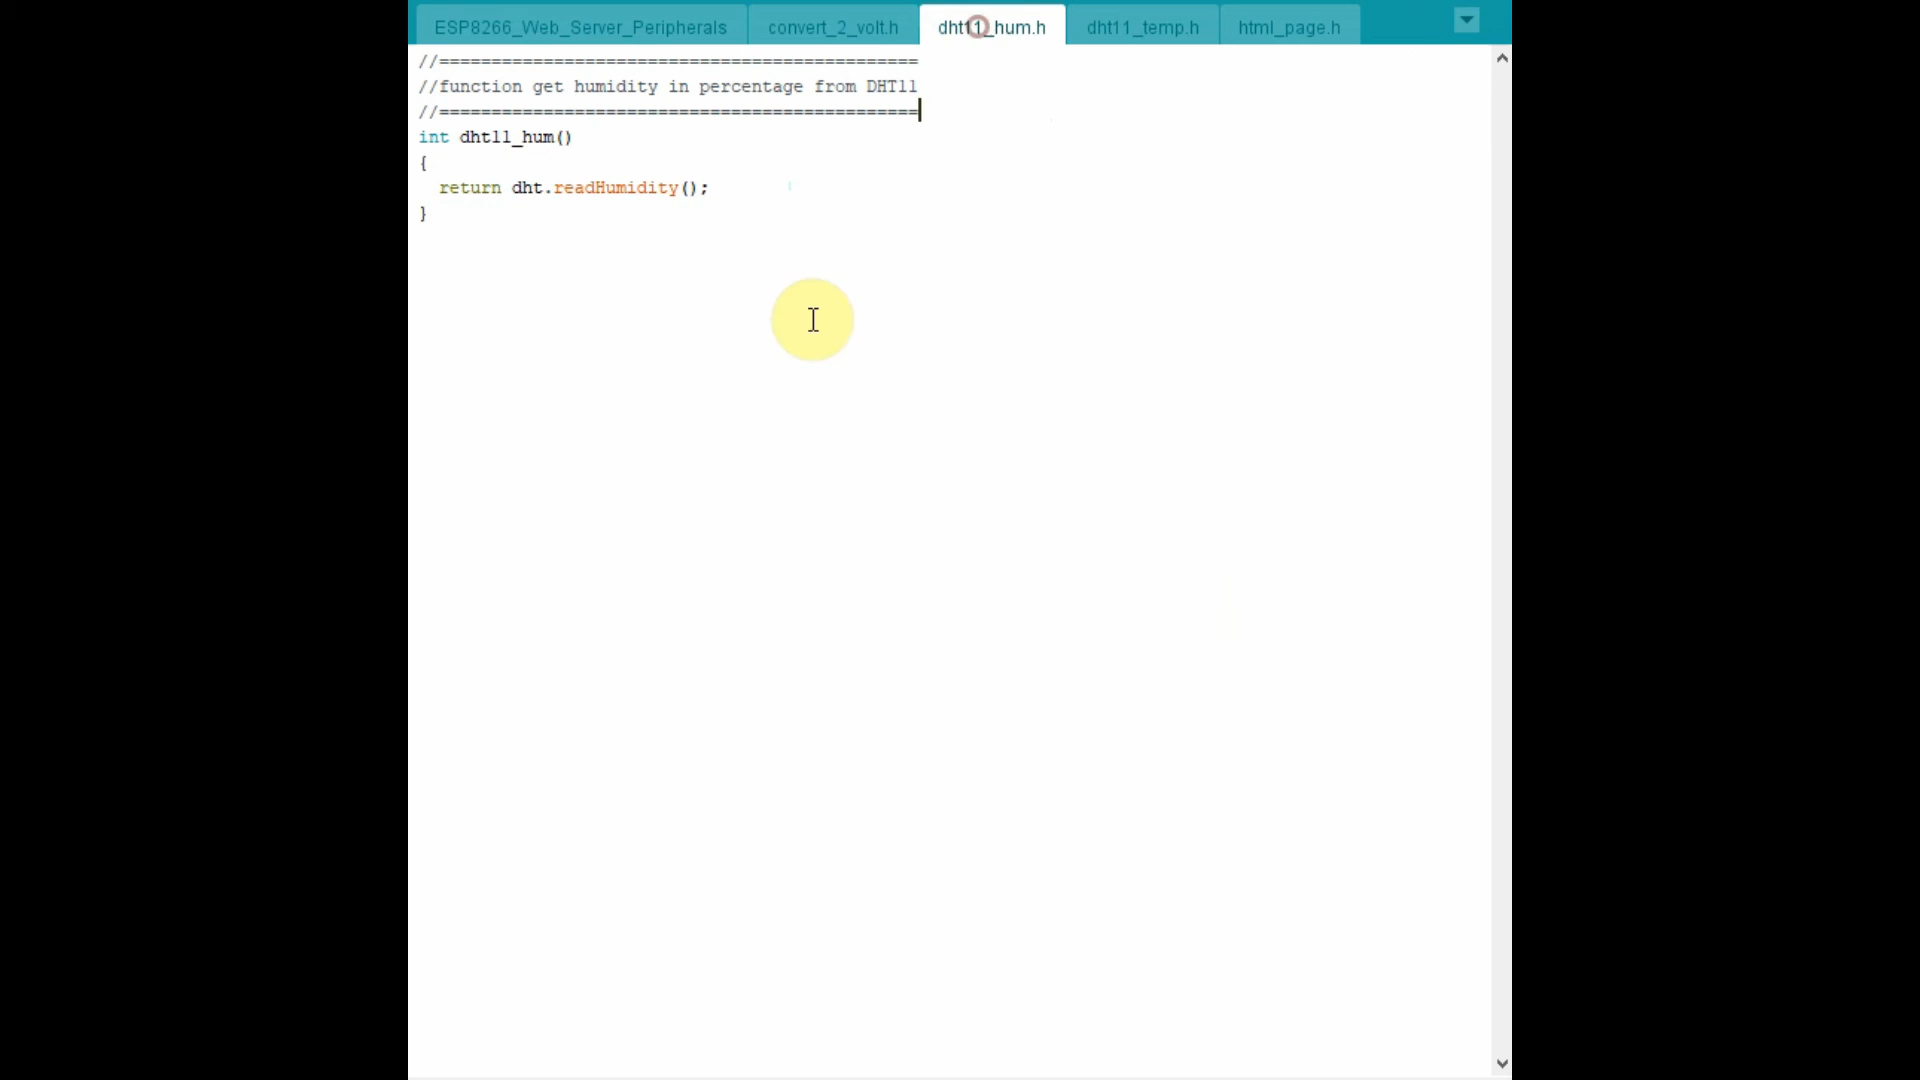 ESP8266_Web_Server_Peripherals convert_2_volt.h dht11_hum.h dht11_temp.h html_page.h
//==============================================
//function get humidity in percentage from DHT11
//==============================================
int dht11_hum()
{
  return dht.readHumidity();
}